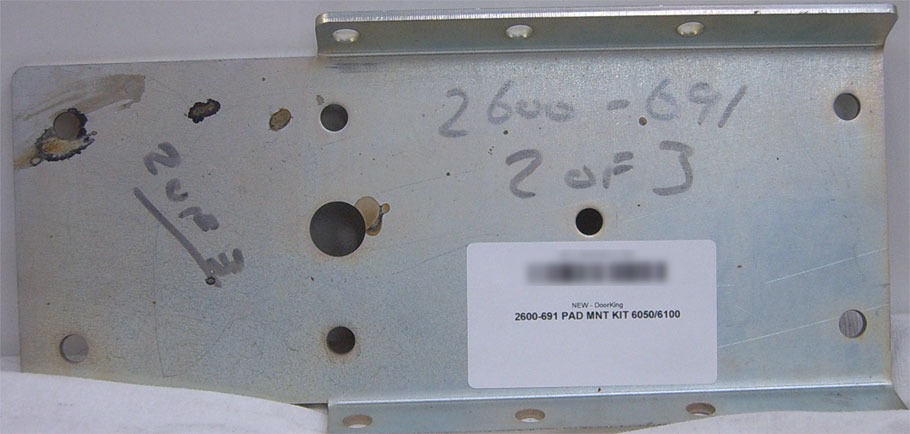 2600-691
2 OF 3
NEW - DoorKing
2600-691 PAD MNT KIT 6050/6100